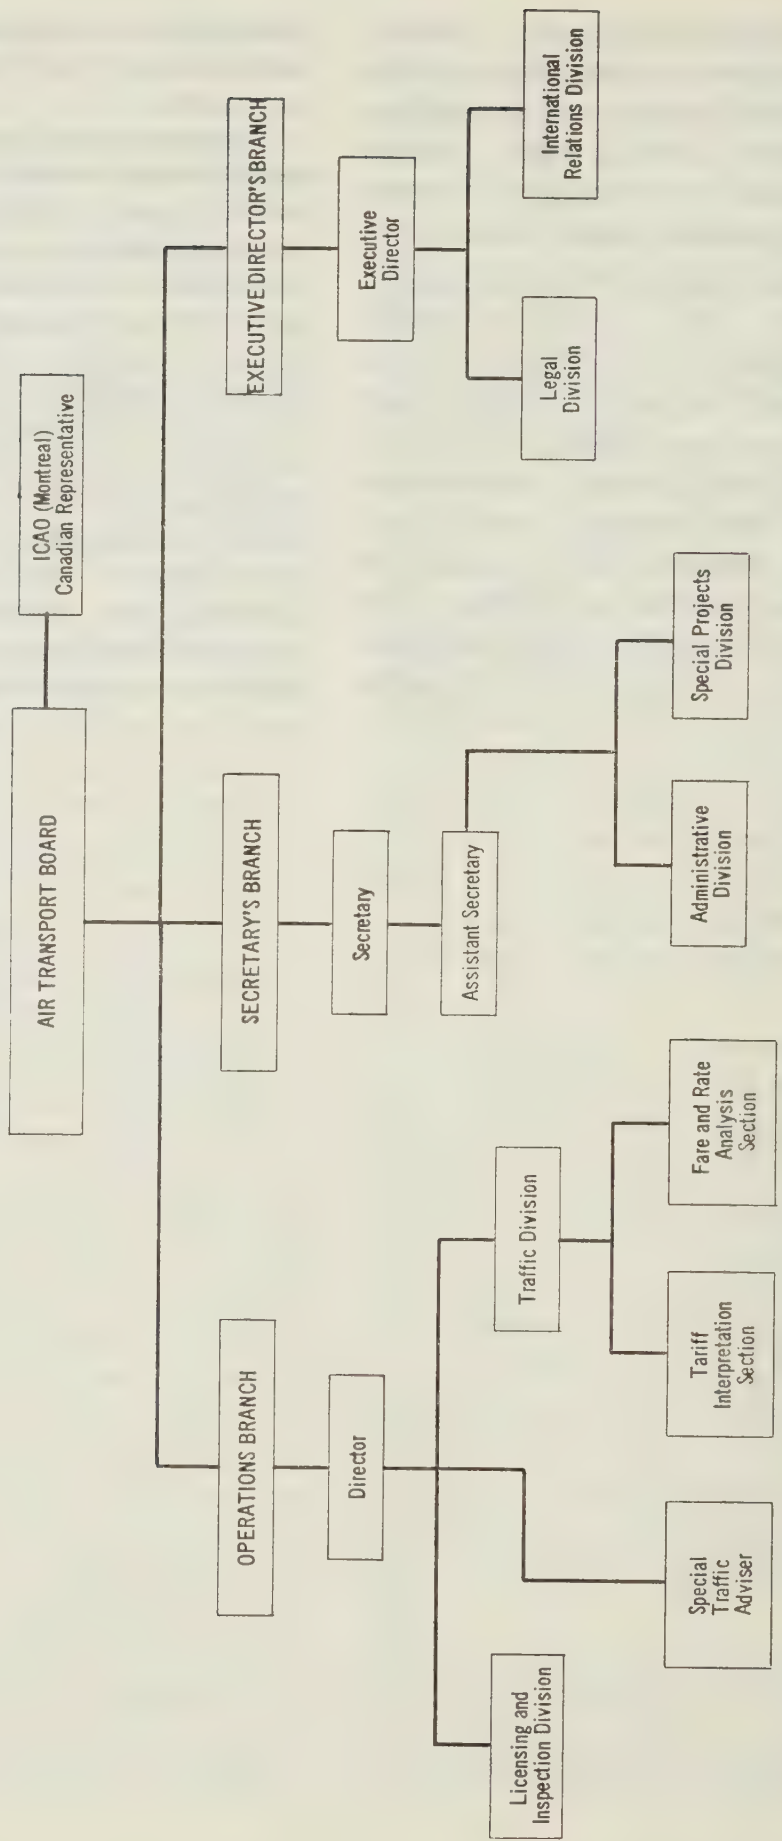 AIR TRANSPORT BOARD
ICAO (Montreal)
Canadian Representative
OPERATIONS BRANCH
SECRETARY'S BRANCH
EXECUTIVE DIRECTOR'S BRANCH
Director
Secretary
Executive
Director
Assistant Secretary
Licensing and
Inspection Division
Traffic Division
Legal
Division
International
Relations Division
Special
Traffic
Adviser
Tariff
Interpretation
Section
Fare and Rate
Analysis
Section
Administrative
Division
Special Projects
Division